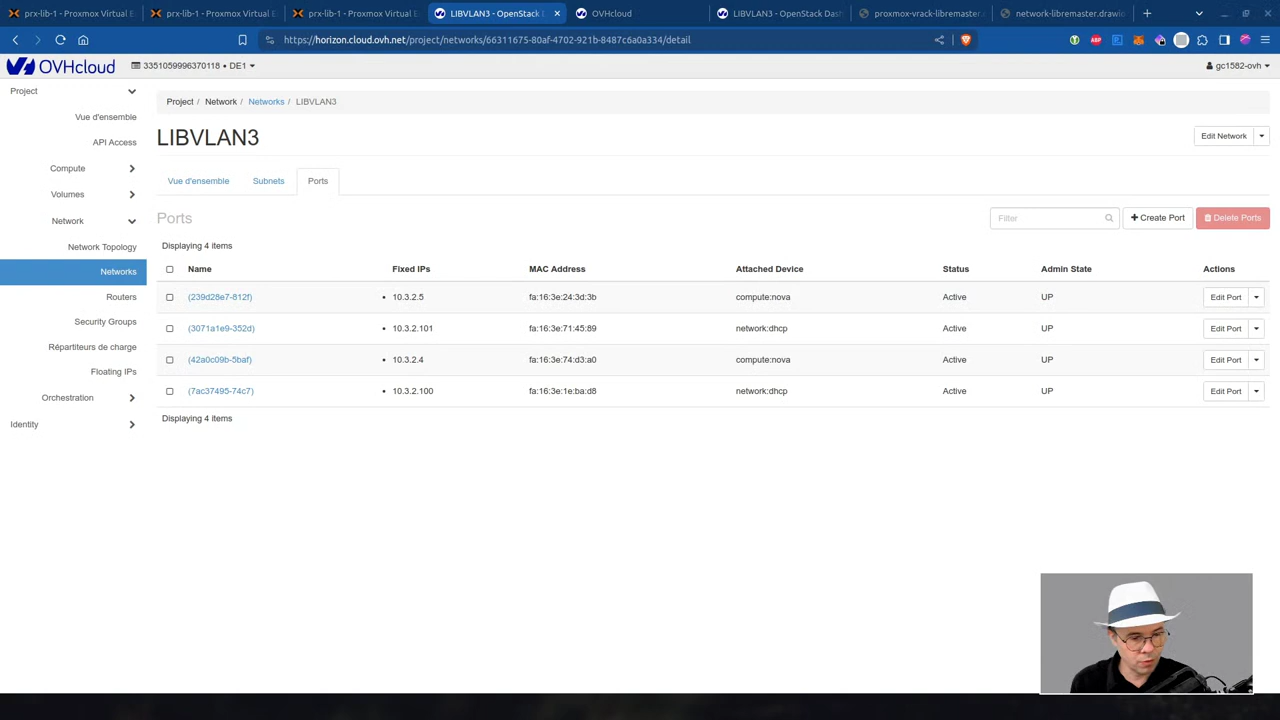 prx-lib-1 - Proxmox Virtual E
prx-lib-1 - Proxmox Virtual E
prx-lib-1 - Proxmox Virtual E
LIBVLAN3 - OpenStack
OVHcloud
LIBVLAN3 - OpenStack Das
proxmox-vrack-libremaster.
network-libremaster.drawio
https://horizon.cloud.ovh.net/project/networks/66311675-80af-4702-921b-8487c6a0a334/detail
OVHcloud
3351059996370118 • DE1
gc1582-ovh
Project
Vue d'ensemble
API Access
Compute
Volumes
Network
Network Topology
Networks
Routers
Security Groups
Répartiteurs de charge
Floating IPs
Orchestration
Identity
Project / Network / Networks / LIBVLAN3
LIBVLAN3
Edit Network
Vue d'ensemble Subnets Ports
Ports
Filter
Create Port
Delete Ports
Displaying 4 items
Name Fixed IPs MAC Address Attached Device Status Admin State Actions
(239d28e7-812f) • 10.3.2.5 fa:16:3e:24:3d:3b compute:nova Active UP Edit Port
(3071a1e9-352d) • 10.3.2.101 fa:16:3e:71:45:89 network:dhcp Active UP Edit Port
(42a0c09b-5baf) • 10.3.2.4 fa:16:3e:74:d3:a0 compute:nova Active UP Edit Port
(7ac37495-74c7) • 10.3.2.100 fa:16:3e:1e:ba:d8 network:dhcp Active UP Edit Port
Displaying 4 items